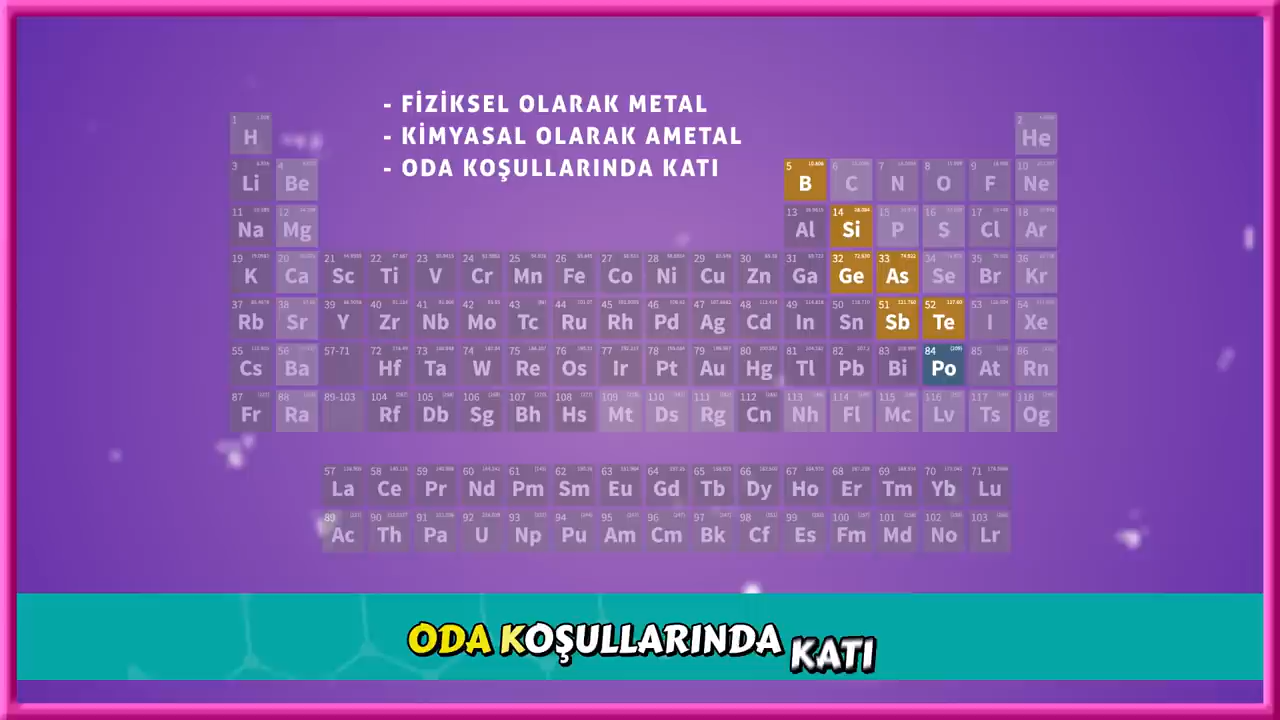 - FİZİKSEL OLARAK METAL
- KİMYASAL OLARAK AMETAL
- ODA KOŞULLARINDA KATI
1 H 2 He
3 Li 4 Be 5 B 6 C 7 N 8 O 9 F 10 Ne
11 Na 12 Mg 13 Al 14 Si 15 P 16 S 17 Cl 18 Ar
19 K 20 Ca 21 Sc 22 Ti 23 V 24 Cr 25 Mn 26 Fe 27 Co 28 Ni 29 Cu 30 Zn 31 Ga 32 Ge 33 As 34 Se 35 Br 36 Kr
37 Rb 38 Sr 39 Y 40 Zr 41 Nb 42 Mo 43 Tc 44 Ru 45 Rh 46 Pd 47 Ag 48 Cd 49 In 50 Sn 51 Sb 52 Te 53 I 54 Xe
55 Cs 56 Ba 57-71 72 Hf 73 Ta 74 W 75 Re 76 Os 77 Ir 78 Pt 79 Au 80 Hg 81 Tl 82 Pb 83 Bi 84 Po 85 At 86 Rn
87 Fr 88 Ra 89-103 104 Rf 105 Db 106 Sg 107 Bh 108 Hs 109 Mt 110 Ds 111 Rg 112 Cn 113 Nh 114 Fl 115 Mc 116 Lv 117 Ts 118 Og
57 La 58 Ce 59 Pr 60 Nd 61 Pm 62 Sm 63 Eu 64 Gd 65 Tb 66 Dy 67 Ho 68 Er 69 Tm 70 Yb 71 Lu
89 Ac 90 Th 91 Pa 92 U 93 Np 94 Pu 95 Am 96 Cm 97 Bk 98 Cf 99 Es 100 Fm 101 Md 102 No 103 Lr
ODA KOŞULLARINDA KATI